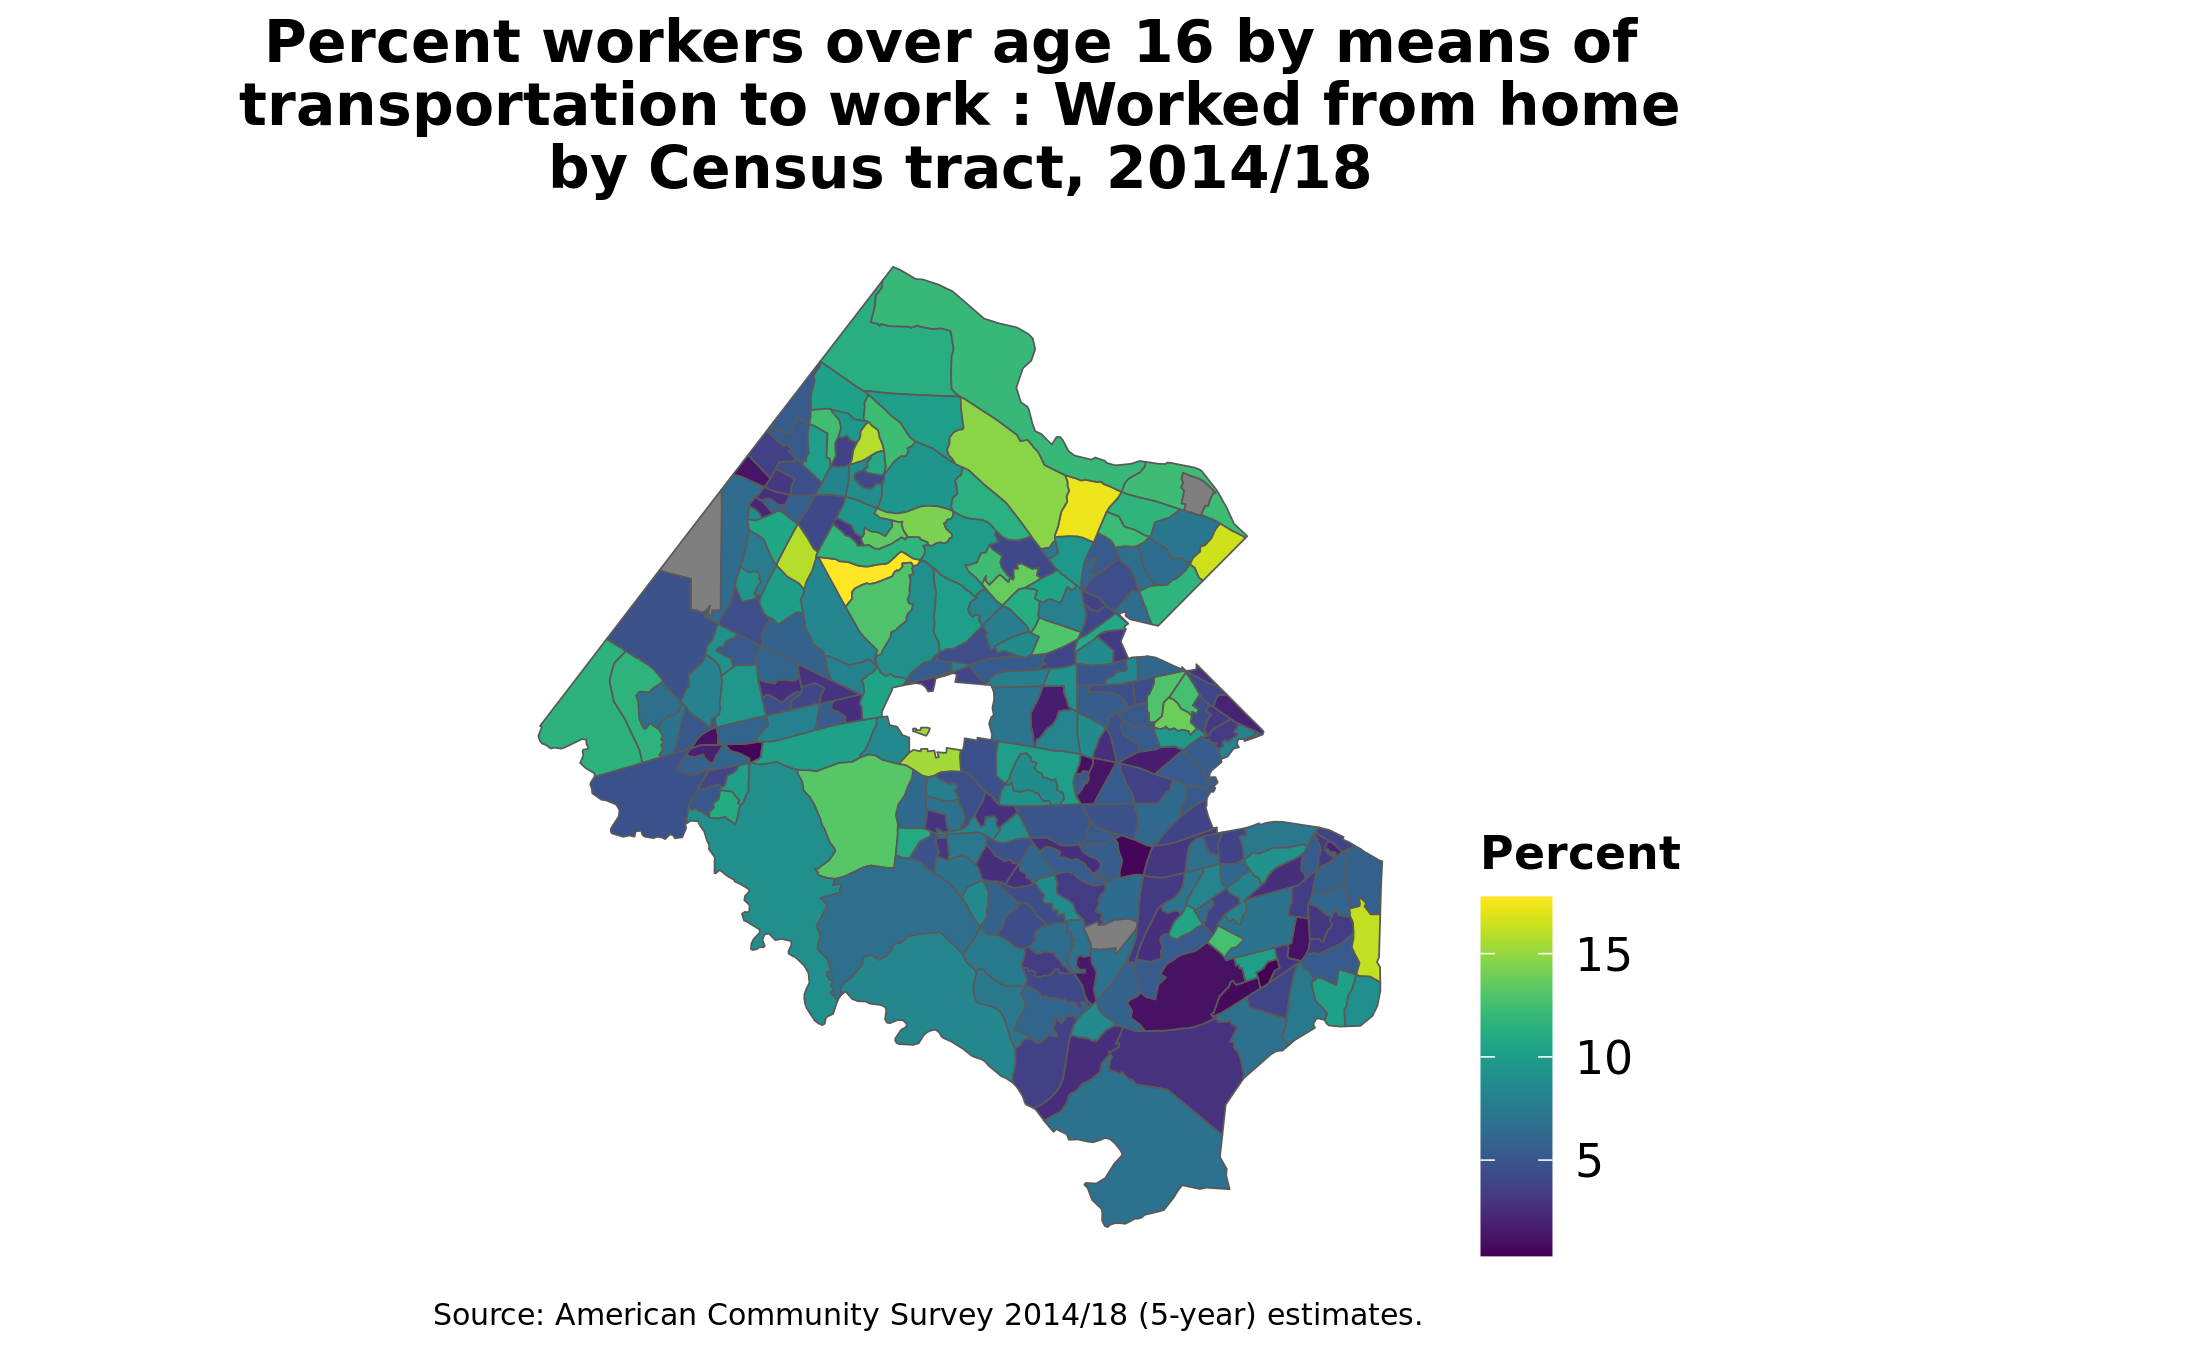 Percent workers over age 16 by means of
transportation to work : Worked from home
by Census tract, 2014/18
Percent
15
10
5
Source: American Community Survey 2014/18 (5-year) estimates.